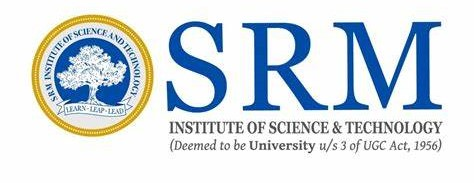 S.R.M INSTITUTE OF SCIENCE AND TECHNOLOGY
LEARN - LEAP - LEAD
SRM
INSTITUTE OF SCIENCE & TECHNOLOGY
(Deemed to be University u/s 3 of UGC Act, 1956)